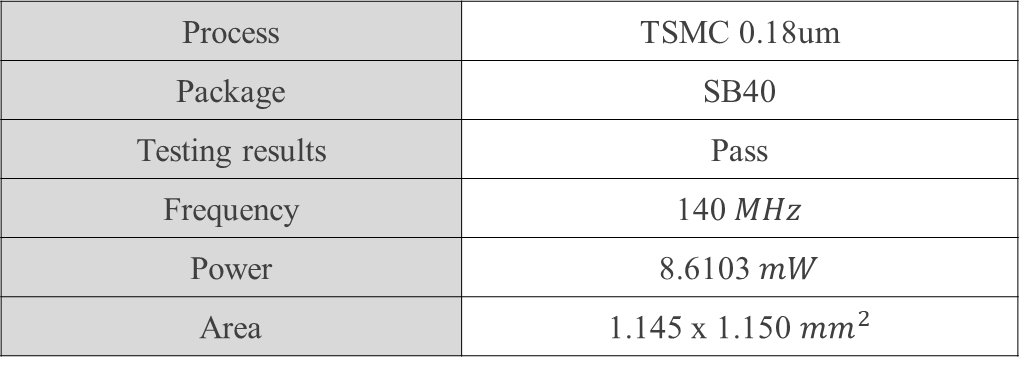 Process TSMC 0.18um
Package SB40
Testing results Pass
Frequency 140 MHz
Power 8.6103 mW
Area 1.145 x 1.150 mm²